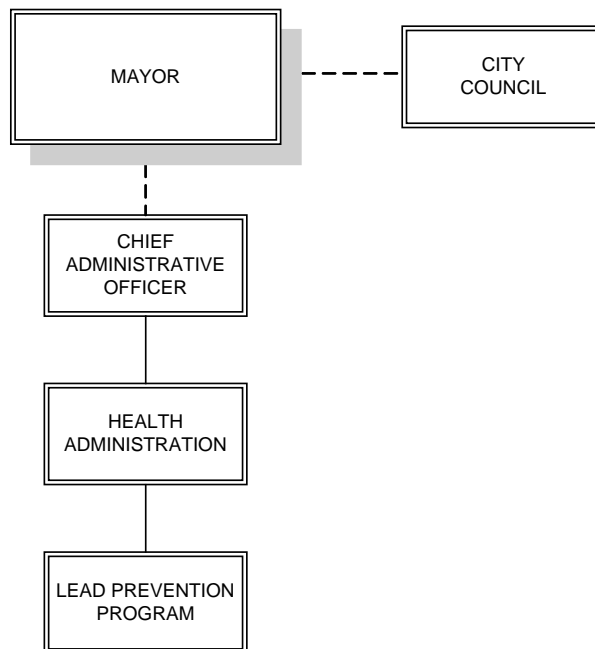 MAYOR
CITY
COUNCIL
CHIEF
ADMINISTRATIVE
OFFICER
HEALTH
ADMINISTRATION
LEAD PREVENTION
PROGRAM